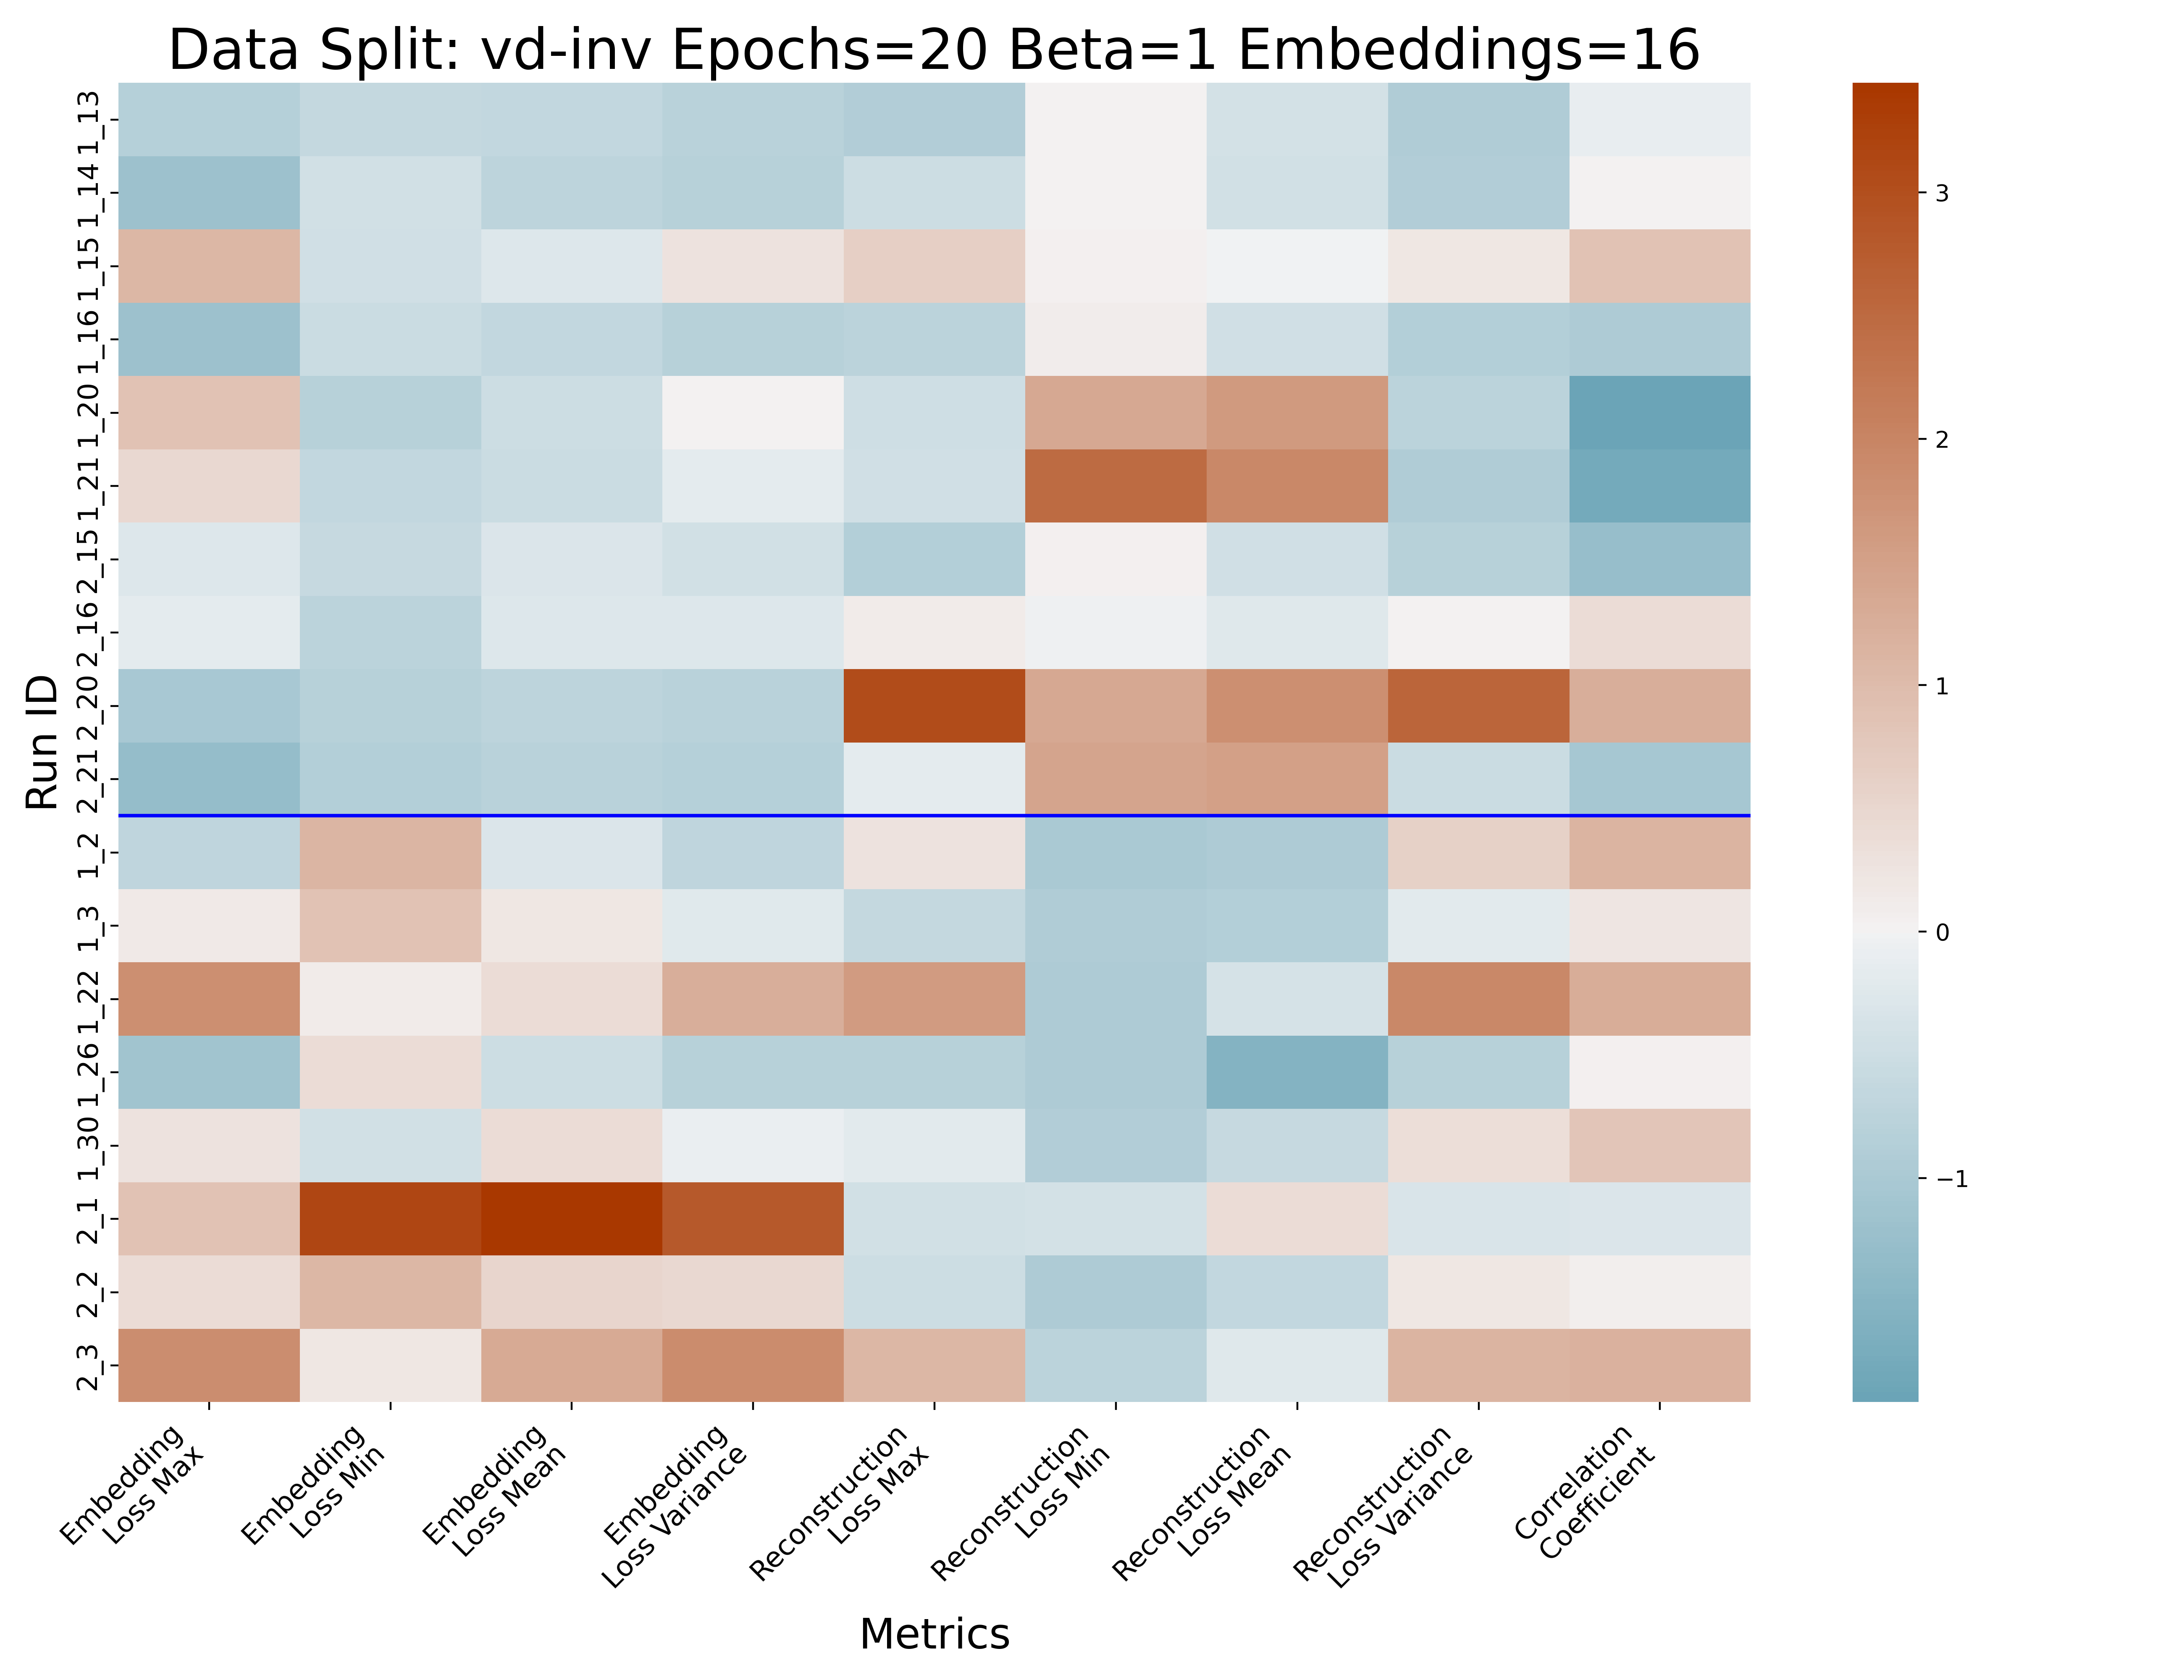 Data Split: vd-inv Epochs=20 Beta=1 Embeddings=16
Run ID
1_13
1_14
1_15
1_16
1_20
1_21
2_15
2_16
2_20
2_21
1_2
1_3
1_22
1_26
1_30
2_1
2_2
2_3
Embedding
Loss Max
Embedding
Loss Min
Embedding
Loss Mean
Embedding
Loss Variance
Reconstruction
Loss Max
Reconstruction
Loss Min
Reconstruction
Loss Mean
Reconstruction
Loss Variance
Correlation
Coefficient
Metrics
3
2
1
0
−1